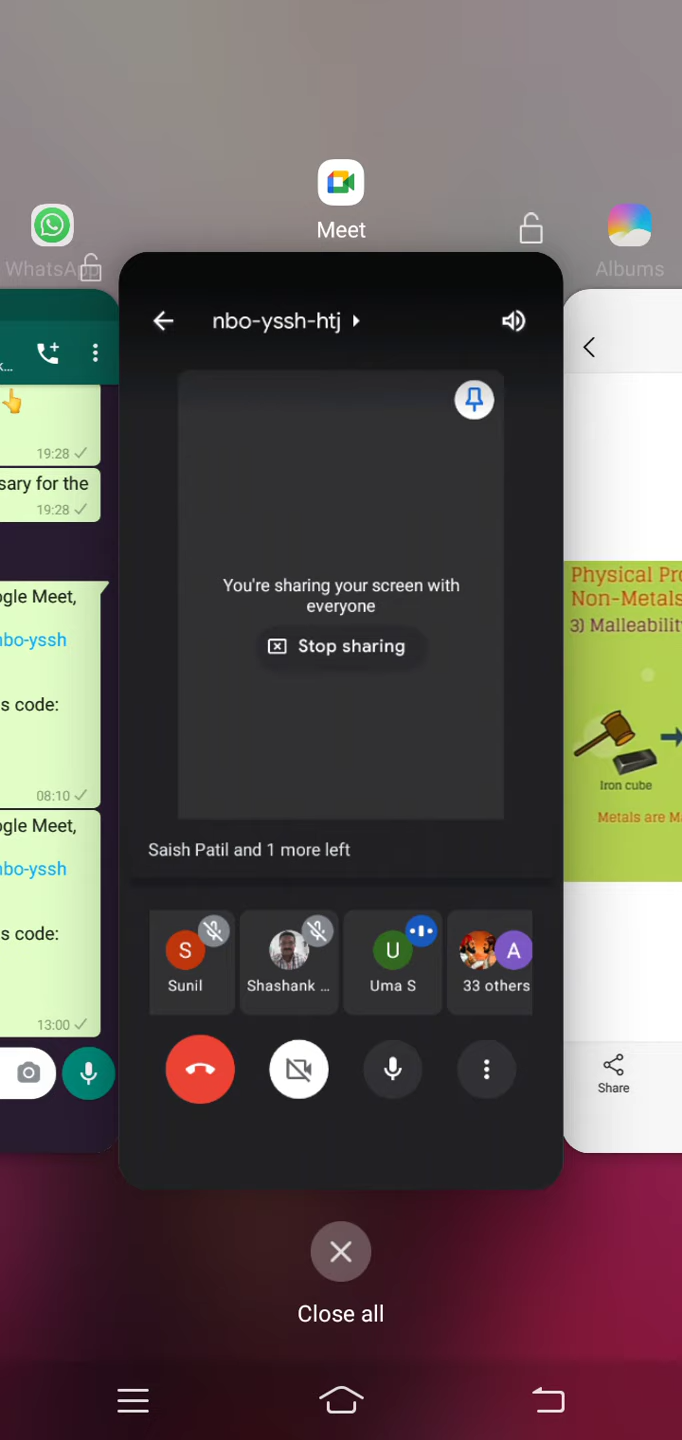 Meet
WhatsApp
Albums
k...
19:28
sary for the
19:28
ogle Meet,
nbo-yssh
s code:
08:10
ogle Meet,
nbo-yssh
s code:
13:00
nbo-yssh-htj
You're sharing your screen with
everyone
Stop sharing
Saish Patil and 1 more left
S
U
A
Sunil
Shashank ...
Uma S
33 others
Physical Pro
Non-Metals
3) Malleabilit
Iron cube
Metals are Ma
Share
Close all